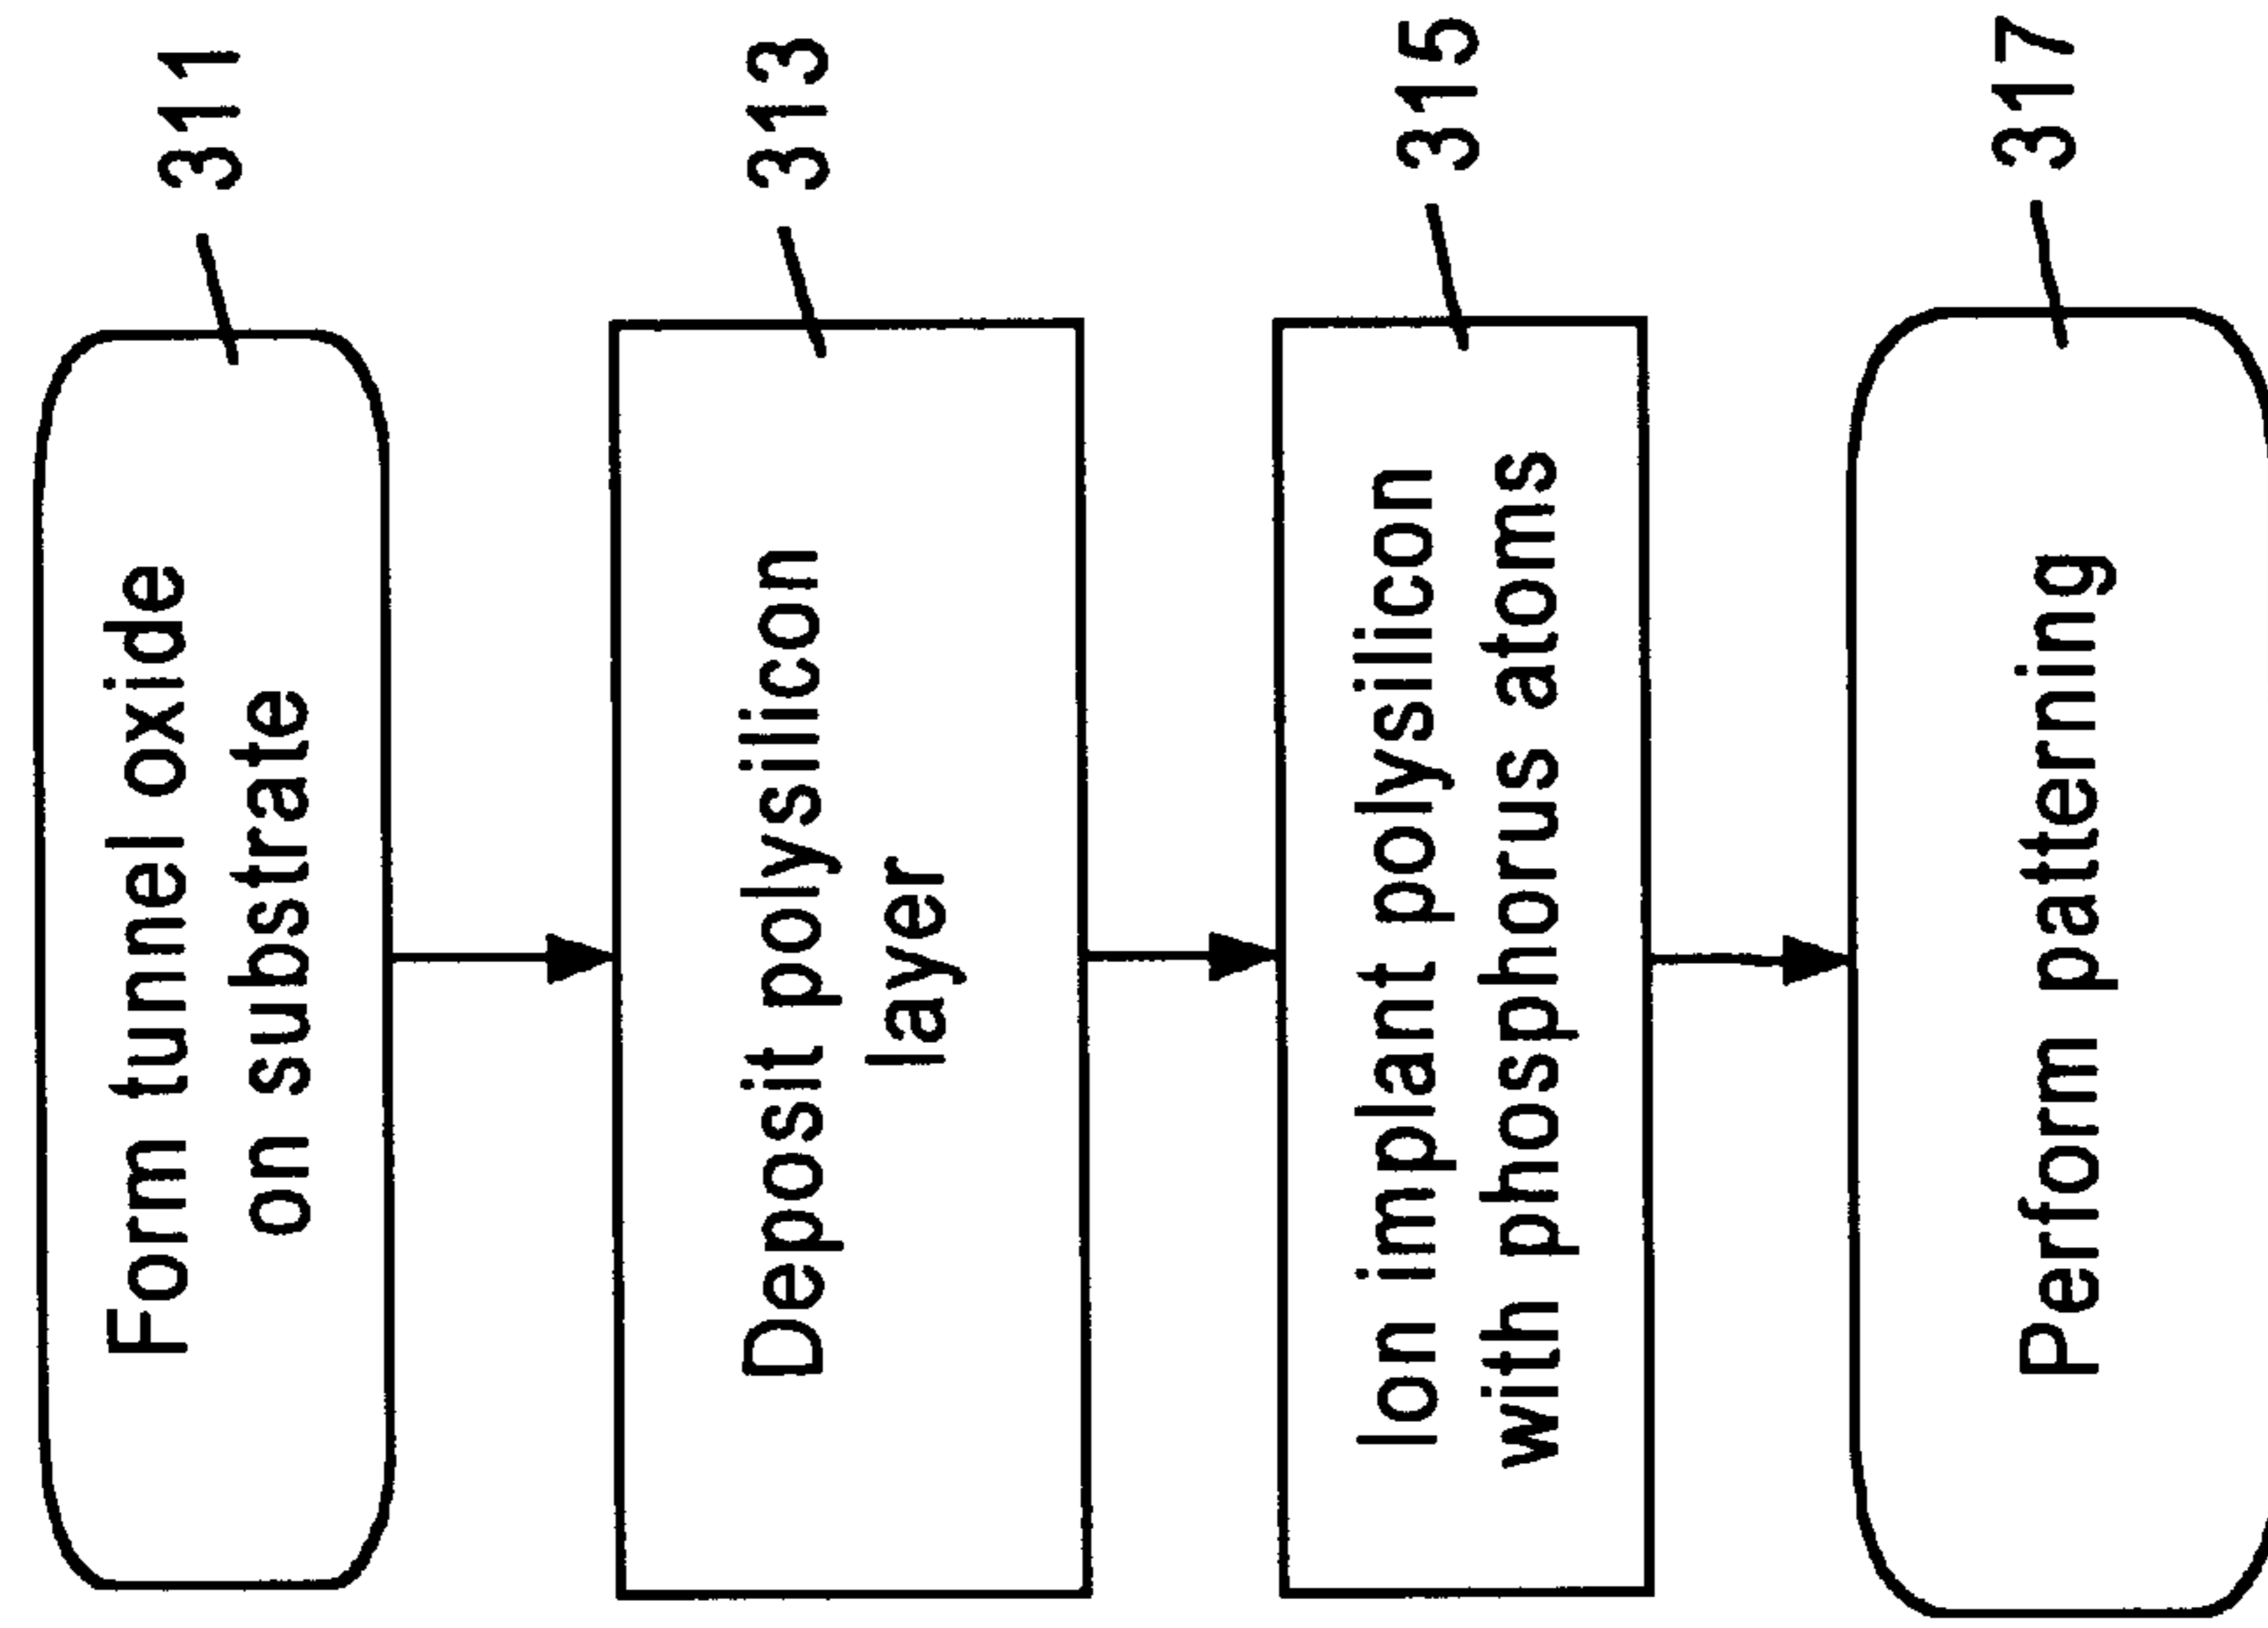 Form tunnel oxide
on substrate
311
Deposit polysilicon
layer
313
Ion implant polysilicon
with phosphorus atoms
315
Perform patterning
317